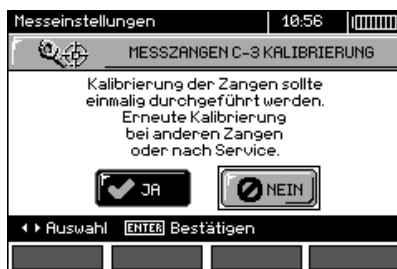 Messeinstellungen 10:56
MESSZANGEN C-3 KALIBRIERUNG
Kalibrierung der Zangen sollte
einmalig durchgeführt werden.
Erneute Kalibrierung
bei anderen Zangen
oder nach Service.
JA NEIN
Auswahl ENTER Bestätigen